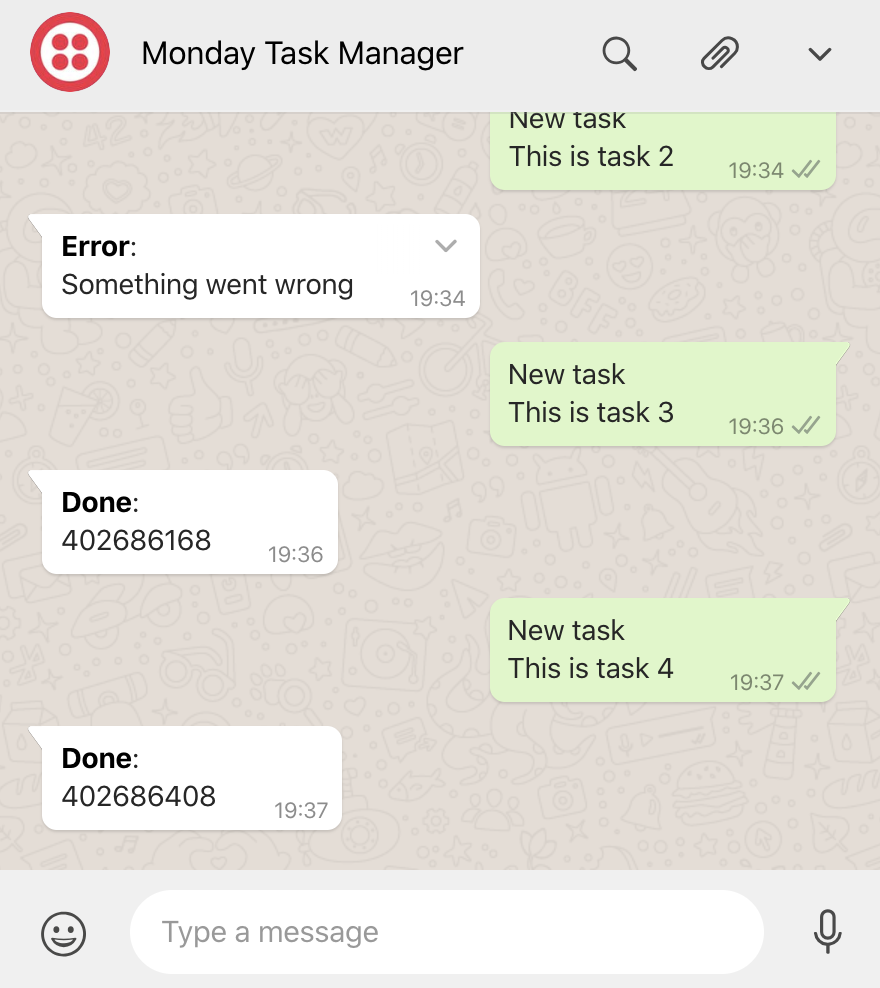 Monday Task Manager
New task
This is task 2
19:34
Error:
Something went wrong
19:34
New task
This is task 3
19:36
Done:
402686168
19:36
New task
This is task 4
19:37
Done:
402686408
19:37
Type a message